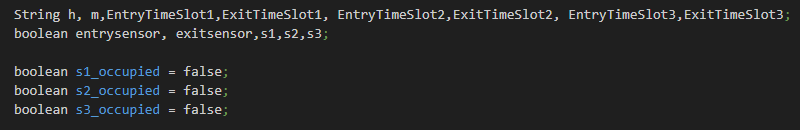 String h, m,EntryTimeSlot1,ExitTimeSlot1, EntryTimeSlot2,ExitTimeSlot2, EntryTimeSlot3,ExitTimeSlot3;
boolean entrysensor, exitsensor,s1,s2,s3;
boolean s1_occupied = false;
boolean s2_occupied = false;
boolean s3_occupied = false;